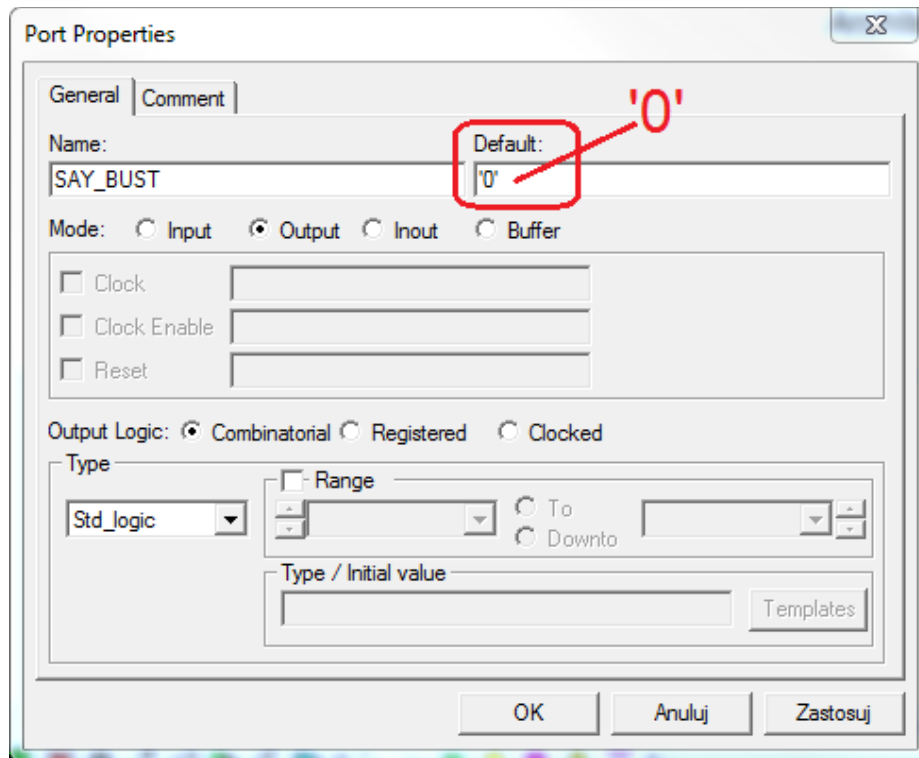 Port Properties
General Comment
'0'
Name: Default:
SAY_BUST '0'
Mode: Input Output Inout Buffer
Clock
Clock Enable
Reset
Output Logic: Combinatorial Registered Clocked
Type
Range
Std_logic To
Downto
Type / Initial value
Templates
OK Anuluj Zastosuj